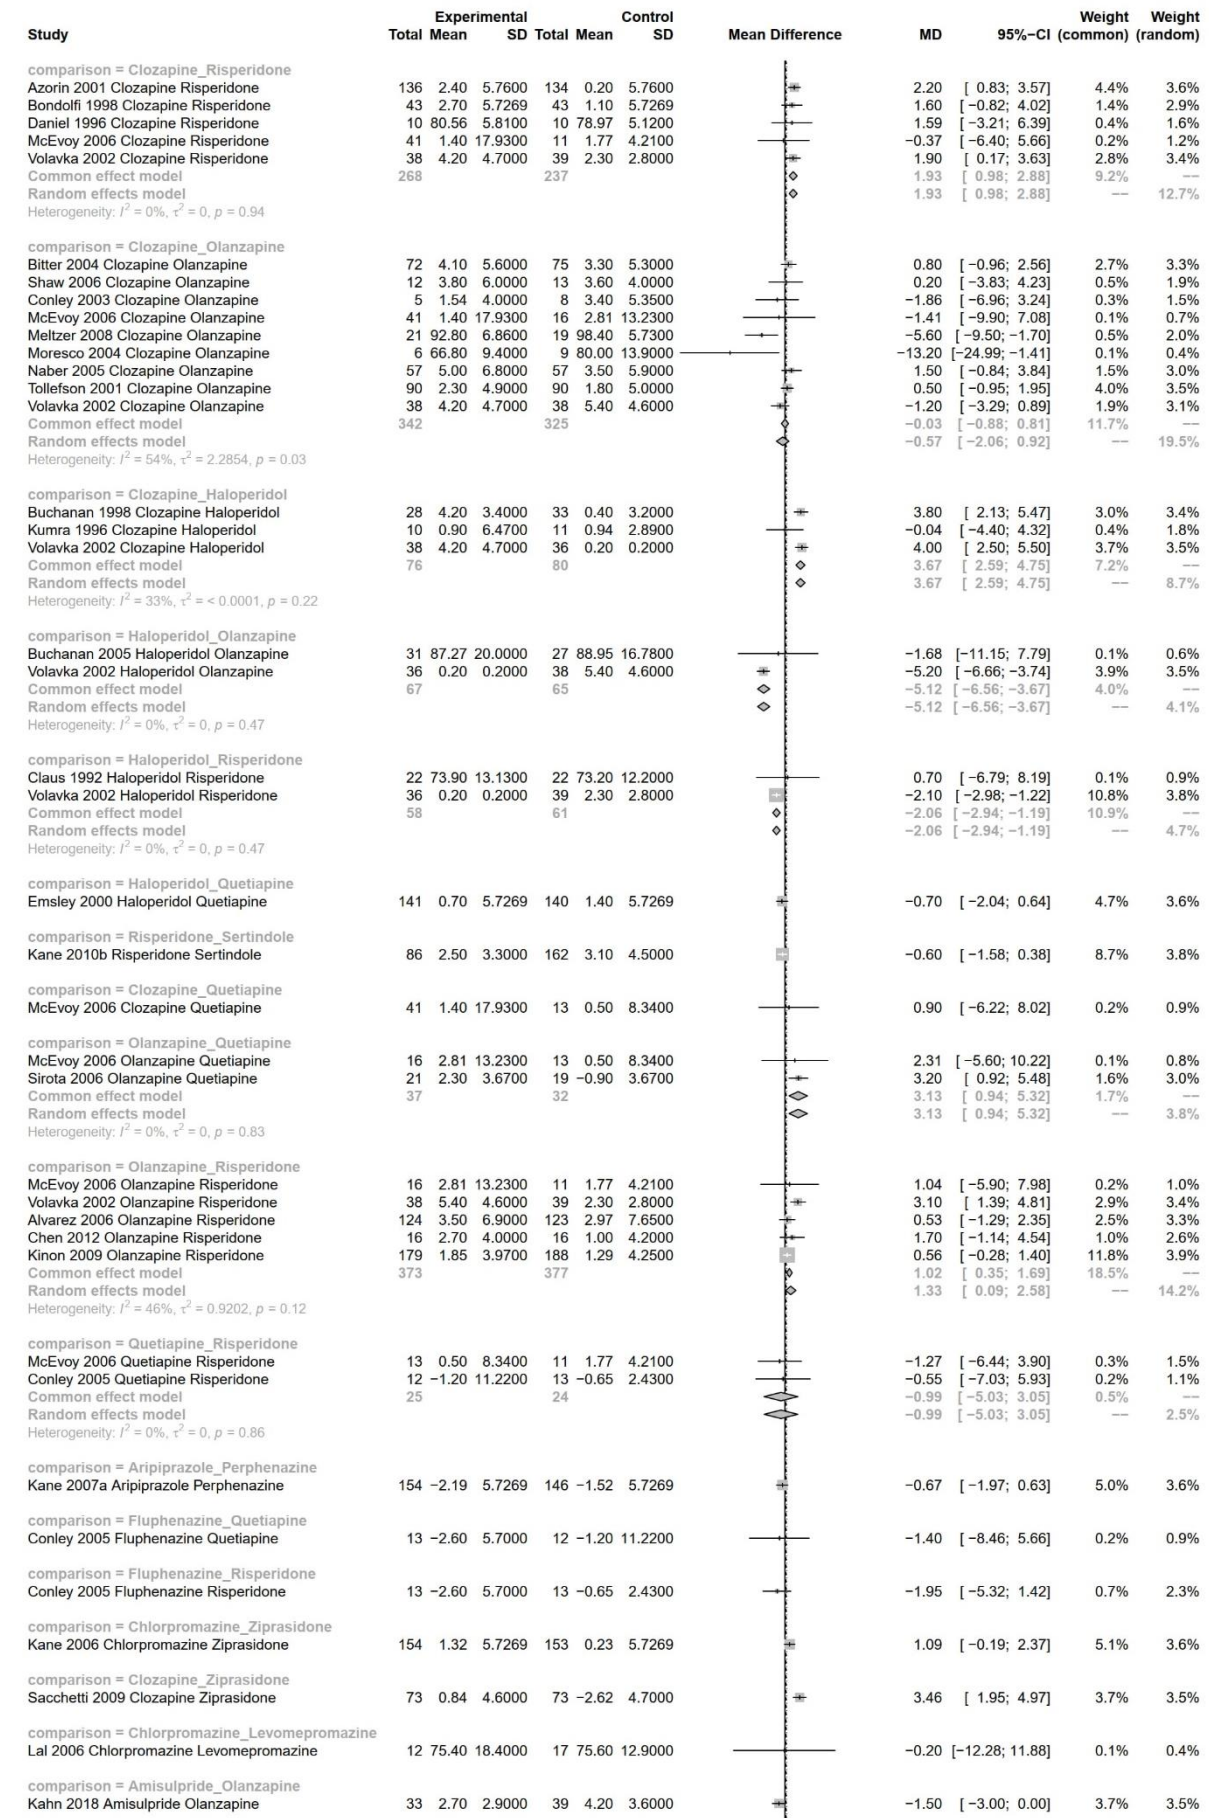 Experimental Control Weight Weight
Study Total Mean SD Total Mean SD Mean Difference MD 95%−CI (common) (random)
comparison = Clozapine_Risperidone
Azorin 2001 Clozapine Risperidone 136 2.40 5.7600 134 0.20 5.7600 2.20 [ 0.83; 3.57] 4.4% 3.6%
Bondolfi 1998 Clozapine Risperidone 43 2.70 5.7269 43 1.10 5.7269 1.60 [ −0.82; 4.02] 1.4% 2.9%
Daniel 1996 Clozapine Risperidone 10 80.56 5.8100 10 78.97 5.1200 1.59 [ −3.21; 6.39] 0.4% 1.6%
McEvoy 2006 Clozapine Risperidone 41 1.40 17.9300 11 1.77 4.2100 −0.37 [ −6.40; 5.66] 0.2% 1.2%
Volavka 2002 Clozapine Risperidone 38 4.20 4.7000 39 2.30 2.8000 1.90 [ 0.17; 3.63] 2.8% 3.4%
Common effect model 268 237 1.93 [ 0.98; 2.88] 9.2% −−
Random effects model 1.93 [ 0.98; 2.88] −− 12.7%
Heterogeneity: I² = 0%, τ² = 0, p = 0.94
comparison = Clozapine_Olanzapine
Bitter 2004 Clozapine Olanzapine 72 4.10 5.6000 75 3.30 5.3000 0.80 [ −0.96; 2.56] 2.7% 3.3%
Shaw 2006 Clozapine Olanzapine 12 3.80 6.0000 13 3.60 4.0000 0.20 [ −3.83; 4.23] 0.5% 1.9%
Conley 2003 Clozapine Olanzapine 5 1.54 4.0000 8 3.40 5.3500 −1.86 [ −6.96; 3.24] 0.3% 1.5%
McEvoy 2006 Clozapine Olanzapine 41 1.40 17.9300 16 2.81 13.2300 −1.41 [ −9.90; 7.08] 0.1% 0.7%
Meltzer 2008 Clozapine Olanzapine 21 92.80 6.8600 19 98.40 5.7300 −5.60 [ −9.50; −1.70] 0.5% 2.0%
Moresco 2004 Clozapine Olanzapine 6 66.80 9.4000 9 80.00 13.9000 −13.20 [−24.99; −1.41] 0.1% 0.4%
Naber 2005 Clozapine Olanzapine 57 5.00 6.8000 57 3.50 5.9000 1.50 [ −0.84; 3.84] 1.5% 3.0%
Tollefson 2001 Clozapine Olanzapine 90 2.30 4.9000 90 1.80 5.0000 0.50 [ −0.95; 1.95] 4.0% 3.5%
Volavka 2002 Clozapine Olanzapine 38 4.20 4.7000 38 5.40 4.6000 −1.20 [ −3.29; 0.89] 1.9% 3.1%
Common effect model 342 325 −0.03 [ −0.88; 0.81] 11.7% −−
Random effects model −0.57 [ −2.06; 0.92] −− 19.5%
Heterogeneity: I² = 54%, τ² = 2.2854, p = 0.03
comparison = Clozapine_Haloperidol
Buchanan 1998 Clozapine Haloperidol 28 4.20 3.4000 33 0.40 3.2000 3.80 [ 2.13; 5.47] 3.0% 3.4%
Kumra 1996 Clozapine Haloperidol 10 0.90 6.4700 11 0.94 2.8900 −0.04 [ −4.40; 4.32] 0.4% 1.8%
Volavka 2002 Clozapine Haloperidol 38 4.20 4.7000 36 0.20 0.2000 4.00 [ 2.50; 5.50] 3.7% 3.5%
Common effect model 76 80 3.67 [ 2.59; 4.75] 7.2% −−
Random effects model 3.67 [ 2.59; 4.75] −− 8.7%
Heterogeneity: I² = 33%, τ² = < 0.0001, p = 0.22
comparison = Haloperidol_Olanzapine
Buchanan 2005 Haloperidol Olanzapine 31 87.27 20.0000 27 88.95 16.7800 −1.68 [−11.15; 7.79] 0.1% 0.6%
Volavka 2002 Haloperidol Olanzapine 36 0.20 0.2000 38 5.40 4.6000 −5.20 [ −6.66; −3.74] 3.9% 3.5%
Common effect model 67 65 −5.12 [ −6.56; −3.67] 4.0% −−
Random effects model −5.12 [ −6.56; −3.67] −− 4.1%
Heterogeneity: I² = 0%, τ² = 0, p = 0.47
comparison = Haloperidol_Risperidone
Claus 1992 Haloperidol Risperidone 22 73.90 13.1300 22 73.20 12.2000 0.70 [ −6.79; 8.19] 0.1% 0.9%
Volavka 2002 Haloperidol Risperidone 36 0.20 0.2000 39 2.30 2.8000 −2.10 [ −2.98; −1.22] 10.8% 3.8%
Common effect model 58 61 −2.06 [ −2.94; −1.19] 10.9% −−
Random effects model −2.06 [ −2.94; −1.19] −− 4.7%
Heterogeneity: I² = 0%, τ² = 0, p = 0.47
comparison = Haloperidol_Quetiapine
Emsley 2000 Haloperidol Quetiapine 141 0.70 5.7269 140 1.40 5.7269 −0.70 [ −2.04; 0.64] 4.7% 3.6%
comparison = Risperidone_Sertindole
Kane 2010b Risperidone Sertindole 86 2.50 3.3000 162 3.10 4.5000 −0.60 [ −1.58; 0.38] 8.7% 3.8%
comparison = Clozapine_Quetiapine
McEvoy 2006 Clozapine Quetiapine 41 1.40 17.9300 13 0.50 8.3400 0.90 [ −6.22; 8.02] 0.2% 0.9%
comparison = Olanzapine_Quetiapine
McEvoy 2006 Olanzapine Quetiapine 16 2.81 13.2300 13 0.50 8.3400 2.31 [ −5.60; 10.22] 0.1% 0.8%
Sirota 2006 Olanzapine Quetiapine 21 2.30 3.6700 19 −0.90 3.6700 3.20 [ 0.92; 5.48] 1.6% 3.0%
Common effect model 37 32 3.13 [ 0.94; 5.32] 1.7% −−
Random effects model 3.13 [ 0.94; 5.32] −− 3.8%
Heterogeneity: I² = 0%, τ² = 0, p = 0.83
comparison = Olanzapine_Risperidone
McEvoy 2006 Olanzapine Risperidone 16 2.81 13.2300 11 1.77 4.2100 1.04 [ −5.90; 7.98] 0.2% 1.0%
Volavka 2002 Olanzapine Risperidone 38 5.40 4.6000 39 2.30 2.8000 3.10 [ 1.39; 4.81] 2.9% 3.4%
Alvarez 2006 Olanzapine Risperidone 124 3.50 6.9000 123 2.97 7.6500 0.53 [ −1.29; 2.35] 2.5% 3.3%
Chen 2012 Olanzapine Risperidone 16 2.70 4.0000 16 1.00 4.2000 1.70 [ −1.14; 4.54] 1.0% 2.6%
Kinon 2009 Olanzapine Risperidone 179 1.85 3.9700 188 1.29 4.2500 0.56 [ −0.28; 1.40] 11.8% 3.9%
Common effect model 373 377 1.02 [ 0.35; 1.69] 18.5% −−
Random effects model 1.33 [ 0.09; 2.58] −− 14.2%
Heterogeneity: I² = 46%, τ² = 0.9202, p = 0.12
comparison = Quetiapine_Risperidone
McEvoy 2006 Quetiapine Risperidone 13 0.50 8.3400 11 1.77 4.2100 −1.27 [ −6.44; 3.90] 0.3% 1.5%
Conley 2005 Quetiapine Risperidone 12 −1.20 11.2200 13 −0.65 2.4300 −0.55 [ −7.03; 5.93] 0.2% 1.1%
Common effect model 25 24 −0.99 [ −5.03; 3.05] 0.5% −−
Random effects model −0.99 [ −5.03; 3.05] −− 2.5%
Heterogeneity: I² = 0%, τ² = 0, p = 0.86
comparison = Aripiprazole_Perphenazine
Kane 2007a Aripiprazole Perphenazine 154 −2.19 5.7269 146 −1.52 5.7269 −0.67 [ −1.97; 0.63] 5.0% 3.6%
comparison = Fluphenazine_Quetiapine
Conley 2005 Fluphenazine Quetiapine 13 −2.60 5.7000 12 −1.20 11.2200 −1.40 [ −8.46; 5.66] 0.2% 0.9%
comparison = Fluphenazine_Risperidone
Conley 2005 Fluphenazine Risperidone 13 −2.60 5.7000 13 −0.65 2.4300 −1.95 [ −5.32; 1.42] 0.7% 2.3%
comparison = Chlorpromazine_Ziprasidone
Kane 2006 Chlorpromazine Ziprasidone 154 1.32 5.7269 153 0.23 5.7269 1.09 [ −0.19; 2.37] 5.1% 3.6%
comparison = Clozapine_Ziprasidone
Sacchetti 2009 Clozapine Ziprasidone 73 0.84 4.6000 73 −2.62 4.7000 3.46 [ 1.95; 4.97] 3.7% 3.5%
comparison = Chlorpromazine_Levomepromazine
Lal 2006 Chlorpromazine Levomepromazine 12 75.40 18.4000 17 75.60 12.9000 −0.20 [−12.28; 11.88] 0.1% 0.4%
comparison = Amisulpride_Olanzapine
Kahn 2018 Amisulpride Olanzapine 33 2.70 2.9000 39 4.20 3.6000 −1.50 [ −3.00; 0.00] 3.7% 3.5%